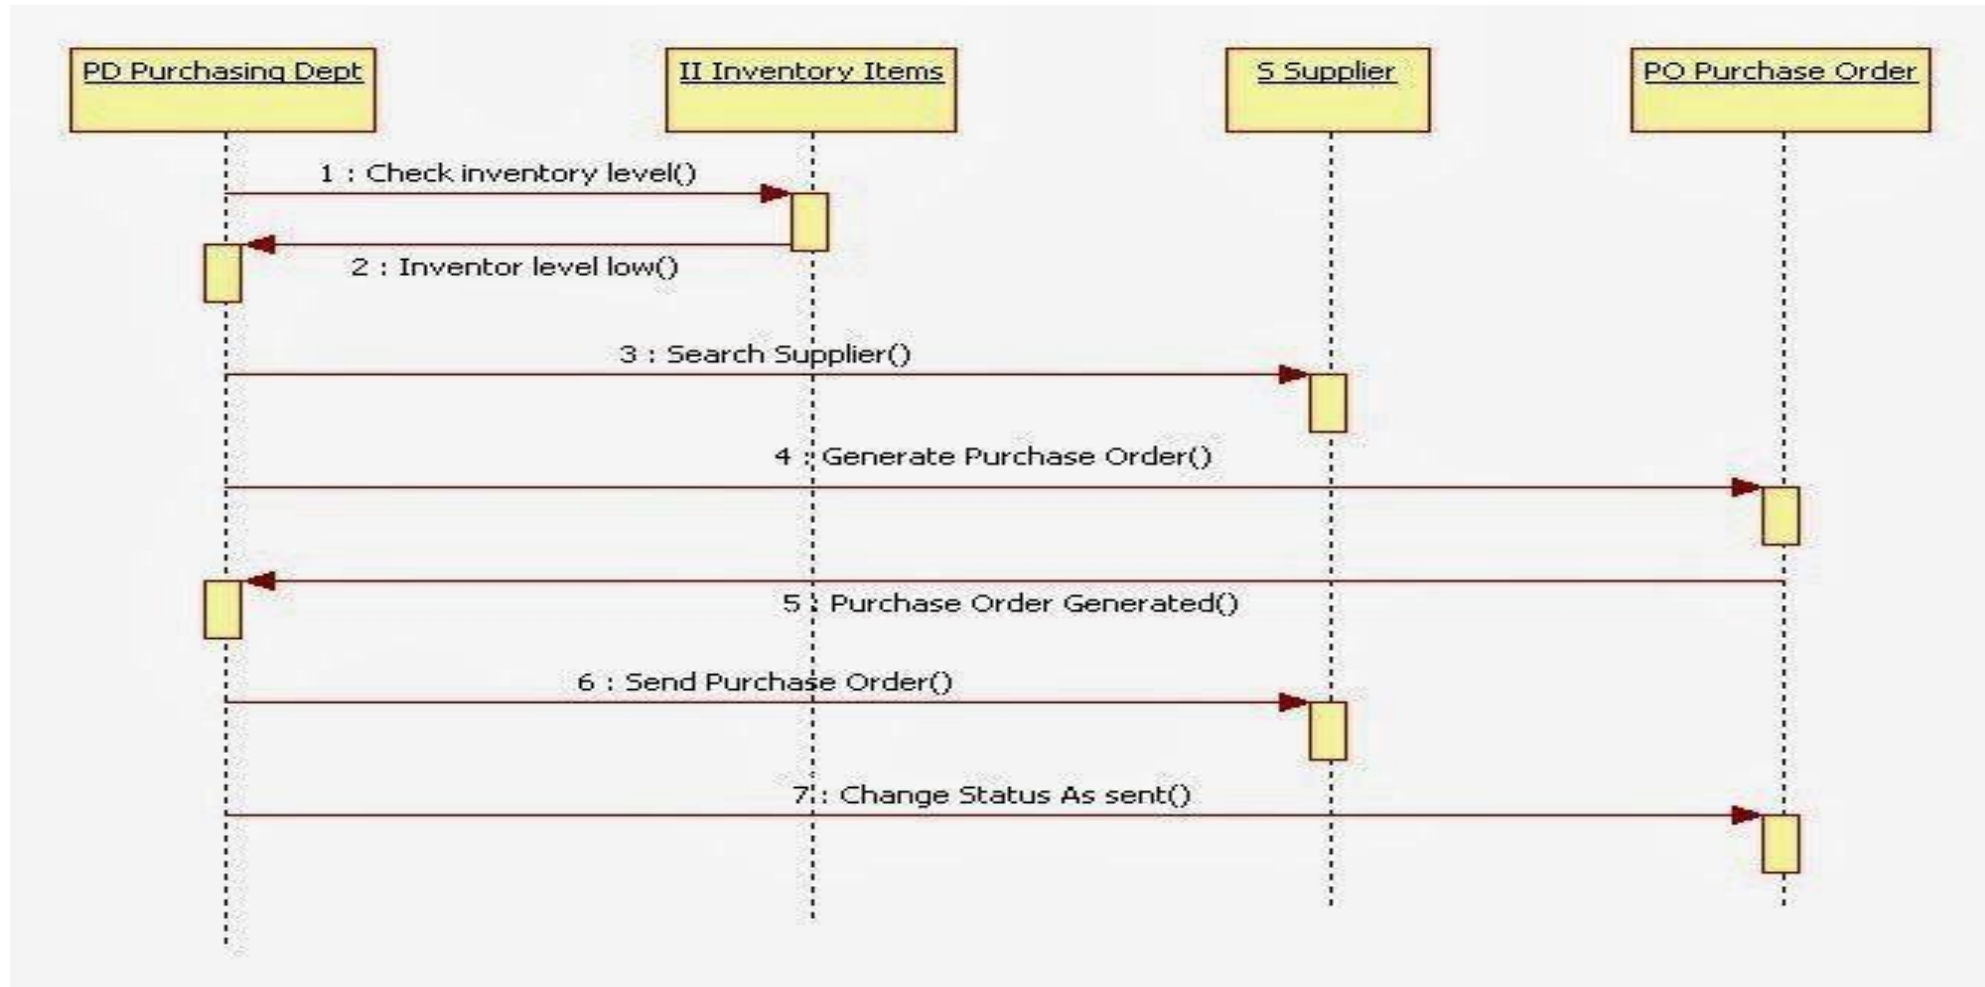 PD Purchasing Dept
II Inventory Items
S Supplier
PO Purchase Order
1 : Check inventory level()
2 : Inventor level low()
3 : Search Supplier()
4 : Generate Purchase Order()
5 : Purchase Order Generated()
6 : Send Purchase Order()
7 : Change Status As sent()